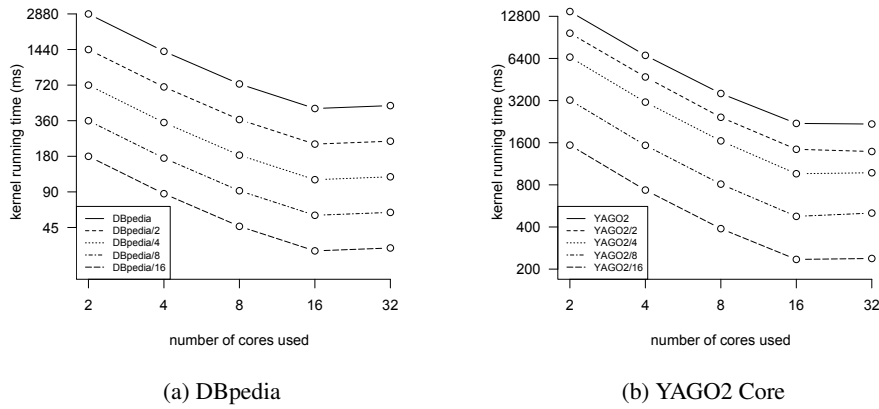 kernel running time (ms)
2880
1440
720
360
180
90
45
DBpedia
DBpedia/2
DBpedia/4
DBpedia/8
DBpedia/16
2 4 8 16 32
number of cores used
(a) DBpedia
kernel running time (ms)
12800
6400
3200
1600
800
400
200
YAGO2
YAGO2/2
YAGO2/4
YAGO2/8
YAGO2/16
2 4 8 16 32
number of cores used
(b) YAGO2 Core